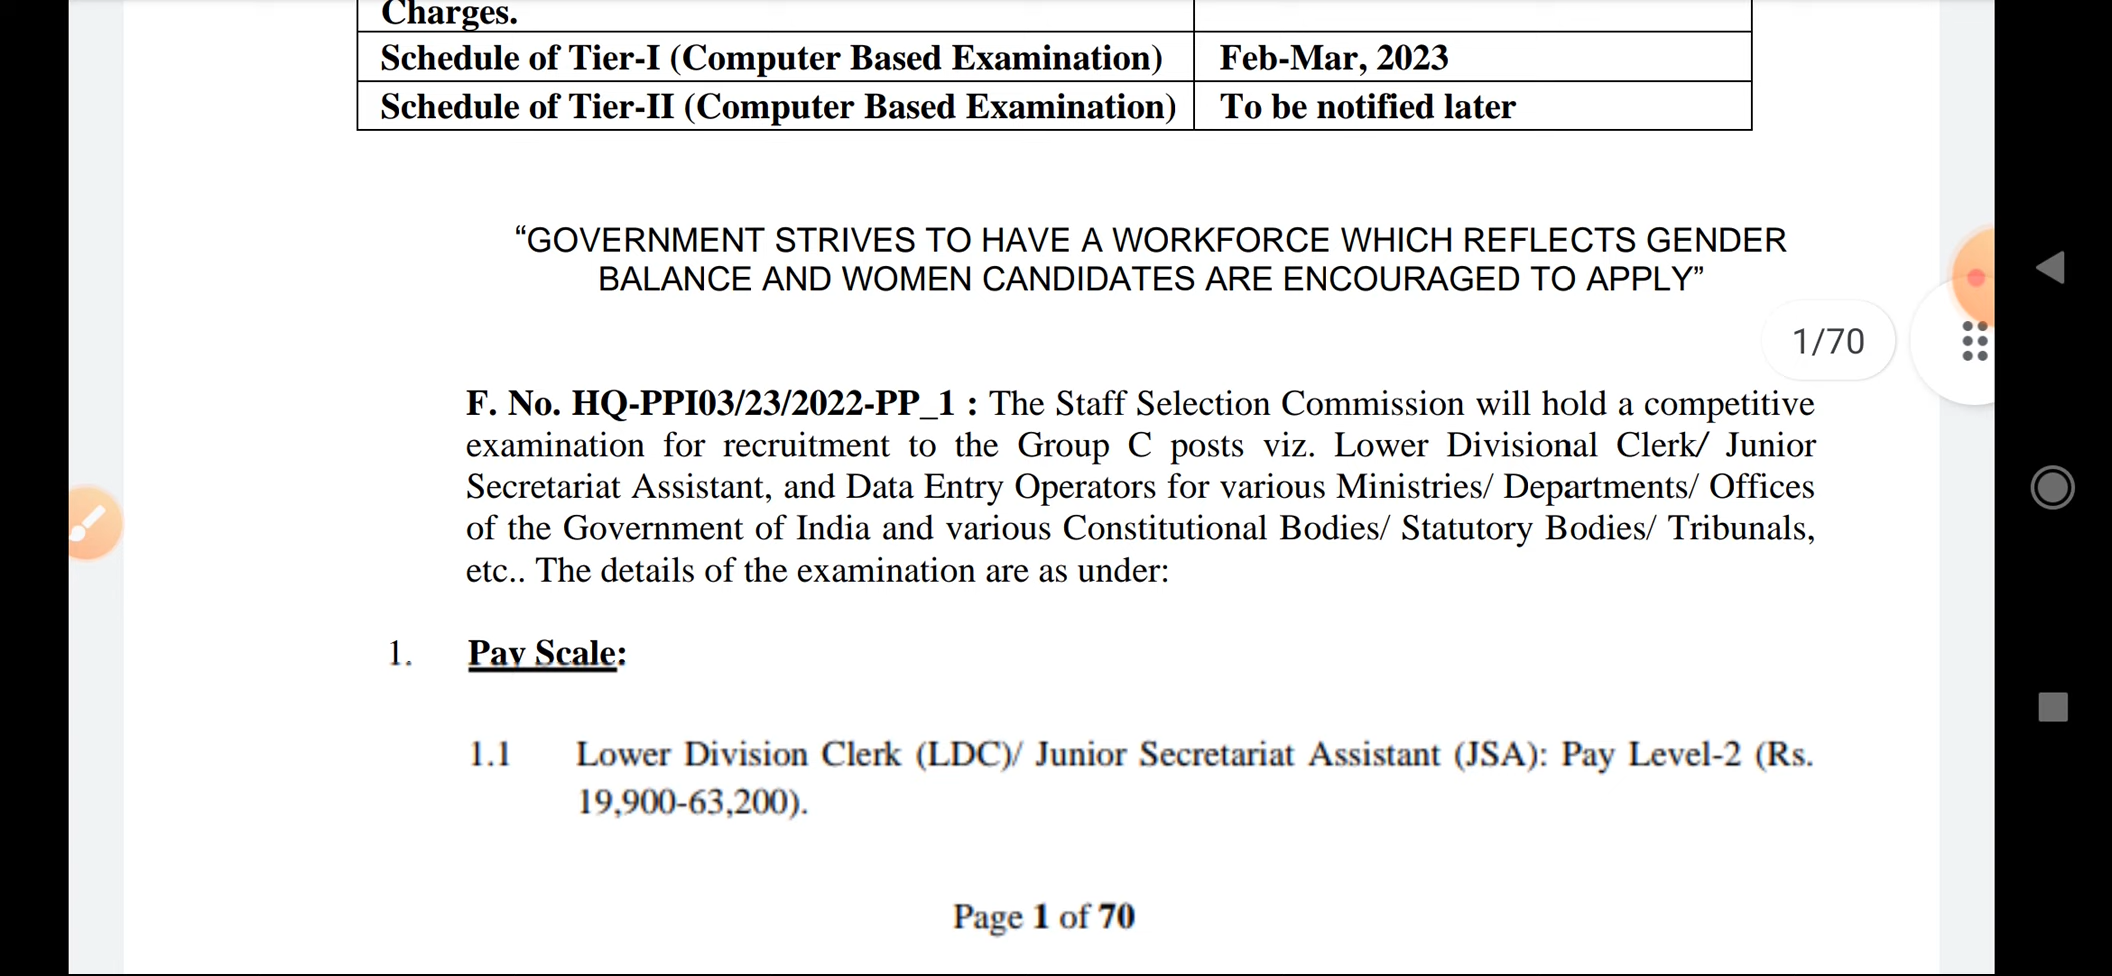 Charges.
Schedule of Tier-I (Computer Based Examination) Feb-Mar, 2023
Schedule of Tier-II (Computer Based Examination) To be notified later
“GOVERNMENT STRIVES TO HAVE A WORKFORCE WHICH REFLECTS GENDER
BALANCE AND WOMEN CANDIDATES ARE ENCOURAGED TO APPLY”
1/70
F. No. HQ-PPI03/23/2022-PP_1 : The Staff Selection Commission will hold a competitive
examination for recruitment to the Group C posts viz. Lower Divisional Clerk/ Junior
Secretariat Assistant, and Data Entry Operators for various Ministries/ Departments/ Offices
of the Government of India and various Constitutional Bodies/ Statutory Bodies/ Tribunals,
etc.. The details of the examination are as under:
1. Pay Scale:
1.1 Lower Division Clerk (LDC)/ Junior Secretariat Assistant (JSA): Pay Level-2 (Rs.
19,900-63,200).
Page 1 of 70